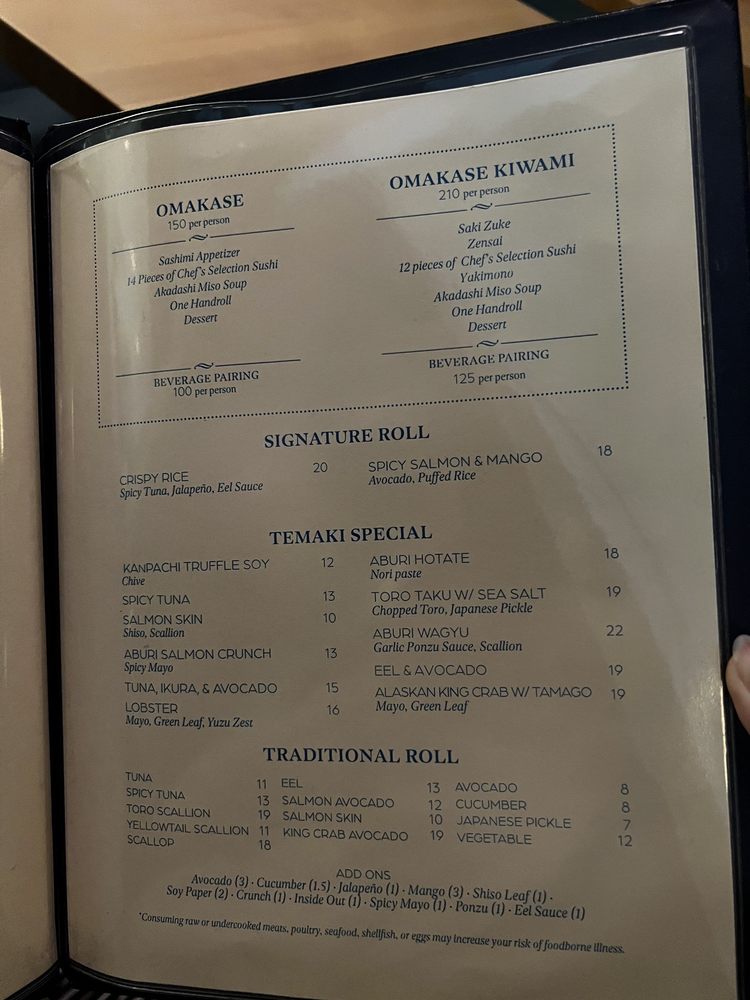 OMAKASE
150 per person
Sashimi Appetizer
14 Pieces of Chef's Selection Sushi
Akadashi Miso Soup
One Handroll
Dessert
BEVERAGE PAIRING
100 per person
OMAKASE KIWAMI
210 per person
Saki Zuke
Zensai
12 pieces of Chef's Selection Sushi
Yakimono
Akadashi Miso Soup
One Handroll
Dessert
BEVERAGE PAIRING
125 per person
SIGNATURE ROLL
CRISPY RICE 20
Spicy Tuna, Jalapeño, Eel Sauce
SPICY SALMON & MANGO 18
Avocado, Puffed Rice
TEMAKI SPECIAL
KANPACHI TRUFFLE SOY 12
Chive
SPICY TUNA 13
SALMON SKIN 10
Shiso, Scallion
ABURI SALMON CRUNCH 13
Spicy Mayo
TUNA, IKURA, & AVOCADO 15
LOBSTER 16
Mayo, Green Leaf, Yuzu Zest
ABURI HOTATE 18
Nori paste
TORO TAKU W/ SEA SALT 19
Chopped Toro, Japanese Pickle
ABURI WAGYU 22
Garlic Ponzu Sauce, Scallion
EEL & AVOCADO 19
ALASKAN KING CRAB W/ TAMAGO 19
Mayo, Green Leaf
TRADITIONAL ROLL
TUNA 11
SPICY TUNA 13
TORO SCALLION 19
YELLOWTAIL SCALLION 11
SCALLOP 18
EEL 13
SALMON AVOCADO 12
SALMON SKIN 10
KING CRAB AVOCADO 19
AVOCADO 8
CUCUMBER 8
JAPANESE PICKLE 7
VEGETABLE 12
ADD ONS
Avocado (3) · Cucumber (1.5) · Jalapeño (1) · Mango (3) · Shiso Leaf (1) ·
Soy Paper (2) · Crunch (1) · Inside Out (1) · Spicy Mayo (1) · Ponzu (1) · Eel Sauce (1)
*Consuming raw or undercooked meats, poultry, seafood, shellfish, or eggs may increase your risk of foodborne illness.